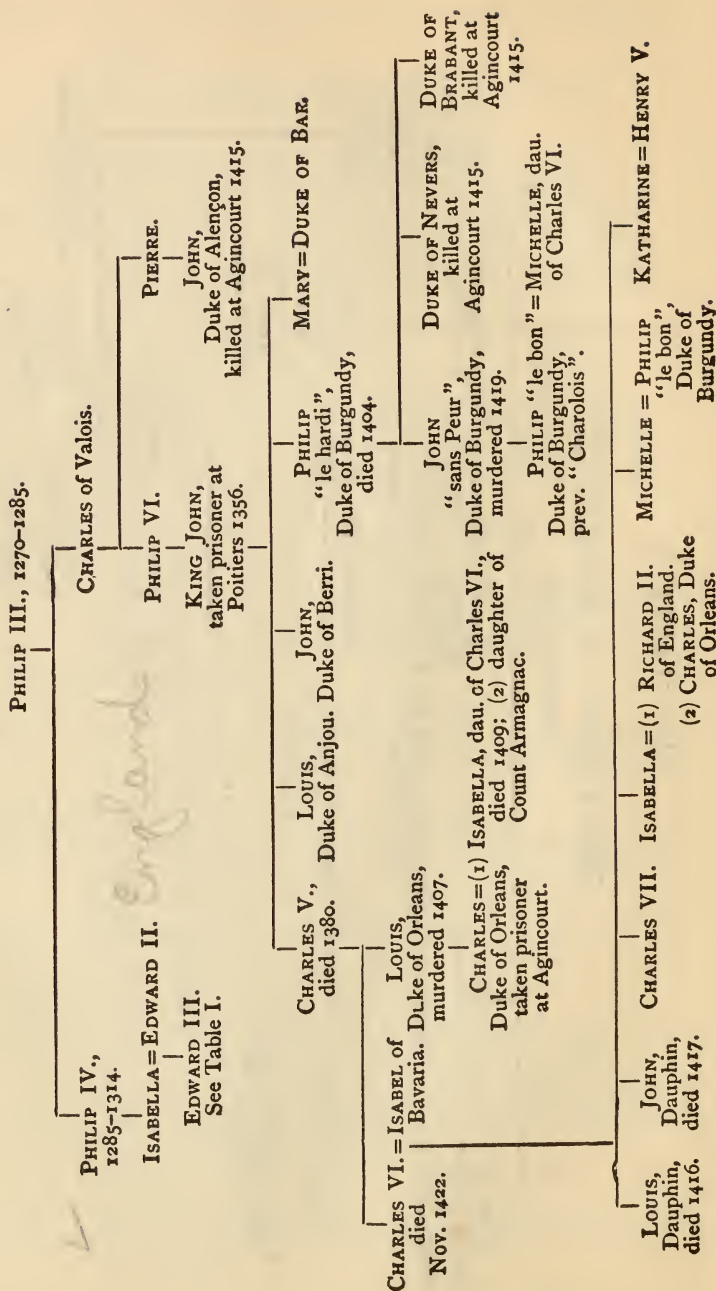 PHILIP III., 1270–1285.
PHILIP IV.,
1285–1314.
ISABELLA=EDWARD II.
EDWARD III.
See Table I.
England
CHARLES of Valois.
PHILIP VI.
PIERRE.
KING JOHN,
taken prisoner at
Poitiers 1356.
JOHN,
Duke of Alençon,
killed at Agincourt 1415.
CHARLES V.,
died 1380.
LOUIS,
Duke of Anjou.
JOHN,
Duke of Berri.
PHILIP
"le hardi",
Duke of Burgundy,
died 1404.
MARY=DUKE OF BAR.
CHARLES VI.=ISABEL of
died
Bavaria.
Nov. 1422.
LOUIS,
Duke of Orleans,
murdered 1407.
CHARLES=(1) ISABELLA, dau. of Charles VI.,
Duke of Orleans,
died 1409; (2) daughter of
taken prisoner
Count Armagnac.
at Agincourt.
JOHN
"sans Peur",
Duke of Burgundy,
murdered 1419.
DUKE OF NEVERS,
killed at
Agincourt 1415.
DUKE OF
BRABANT,
killed at
Agincourt
1415.
PHILIP "le bon"=MICHELLE, dau.
Duke of Burgundy,
of Charles VI.
prev. "Charolois".
LOUIS,
Dauphin,
died 1416.
JOHN,
Dauphin,
died 1417.
CHARLES VII.
ISABELLA=(1) RICHARD II.
of England.
(2) CHARLES, Duke
of Orleans.
MICHELLE = PHILIP
"le bon",
Duke of
Burgundy.
KATHARINE=HENRY V.